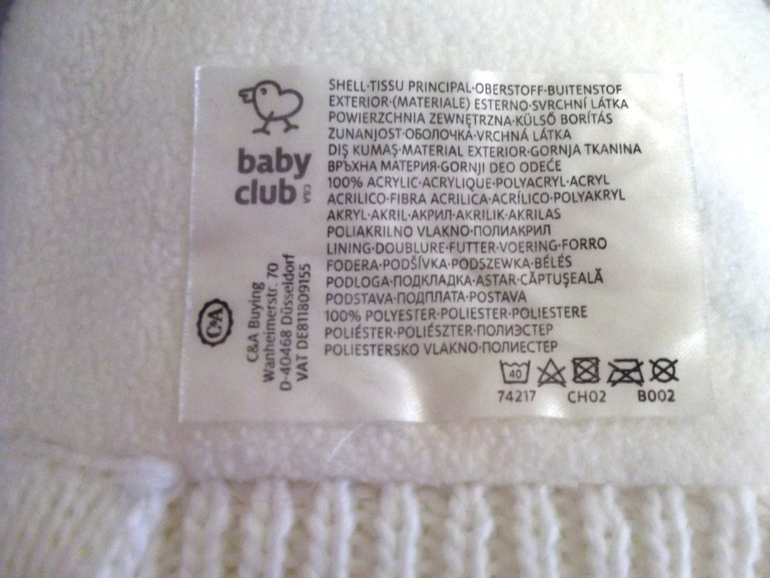 baby
club
C&A
C&A
C&A Buying
Wanheimerstr. 70
D-40468 Düsseldorf
VAT DE811809155
SHELL·TISSU PRINCIPAL·OBERSTOFF·BUITENSTOF
EXTERIOR·(MATERIALE) ESTERNO·SVRCHNÍ LÁTKA
POWIERZCHNIA ZEWNĘTRZNA·KÜLSŐ BORÍTÁS
ZUNANJOST·ОБОЛОЧКА·VRCHNÁ LÁTKA
DIŞ KUMAŞ·MATERIAL EXTERIOR·GORNJA TKANINA
ВРЪХНА МАТЕРИЯ·GORNJI DEO ODEĆE
100% ACRYLIC·ACRYLIQUE·POLYACRYL·ACRYL
ACRILICO·FIBRA ACRILICA·ACRÍLICO·POLYAKRYL
AKRYL·AKRIL·АКРИЛ·AKRILIK·AKRILAS
POLIAKRILNO VLAKNO·ПОЛИАКРИЛ
LINING·DOUBLURE·FUTTER·VOERING·FORRO
FODERA·PODŠÍVKA·PODSZEWKA·BÉLÉS
PODLOGA·ПОДКЛАДКА·ASTAR·CĂPTUŞEALĂ
PODSTAVA·ПОДПЛАТА·POSTAVA
100% POLYESTER·POLIESTER·POLIESTERE
POLIÉSTER·POLIÉSZTER·ПОЛИЭСТЕР
POLIESTERSKO VLAKNO·ПОЛИЕСТЕР
40
74217 CH02 B002